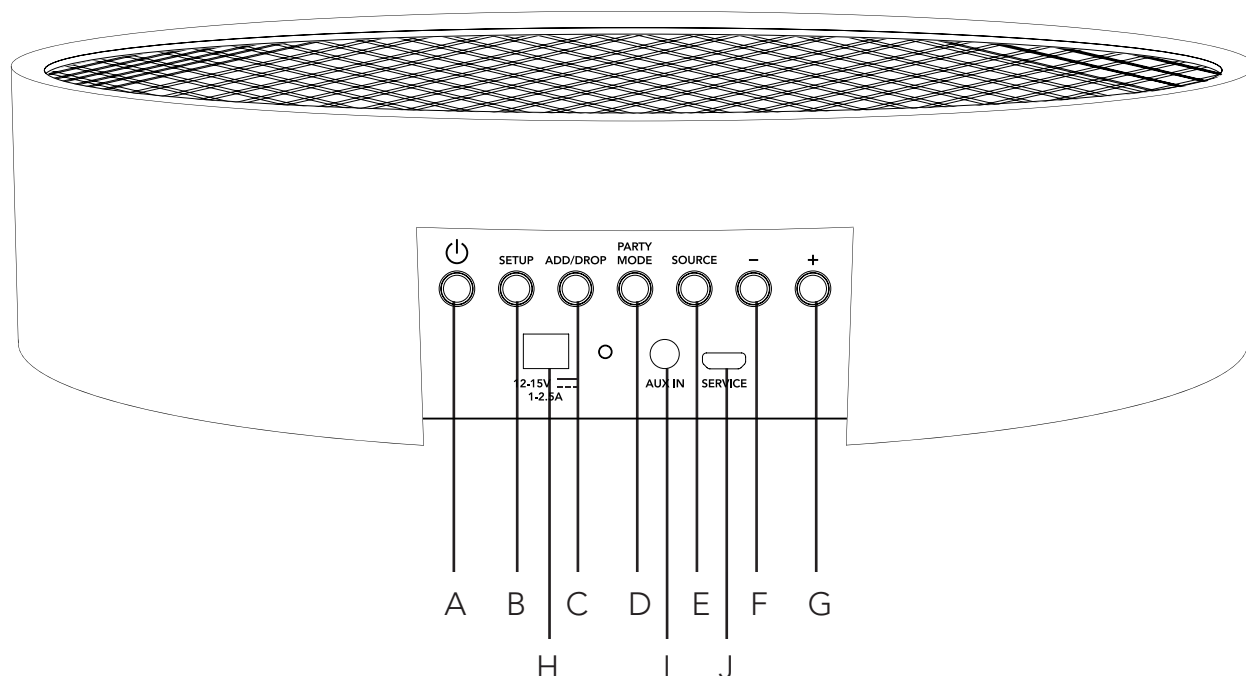 PARTY
SETUP ADD/DROP MODE SOURCE - +
12-15V AUX IN SERVICE
1-2.5A
A B C D E F G
H I J